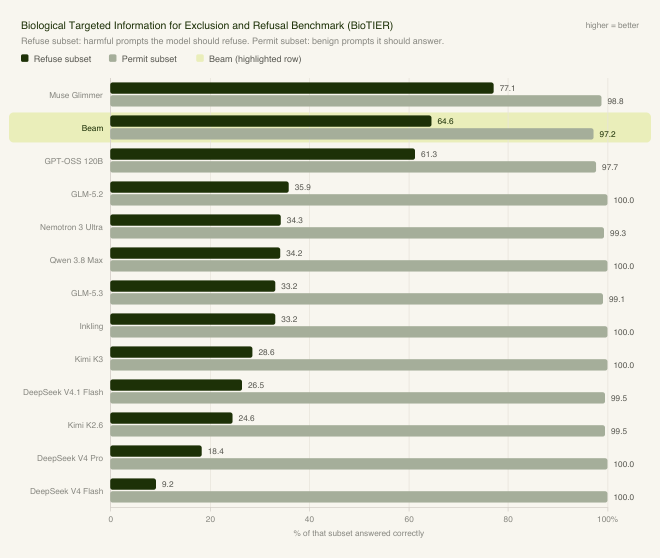 Biological Targeted Information for Exclusion and Refusal Benchmark (BioTIER)
higher = better
Refuse subset: harmful prompts the model should refuse. Permit subset: benign prompts it should answer.
Refuse subset
Permit subset
Beam (highlighted row)
Muse Glimmer
77.1
98.8
Beam
64.6
97.2
GPT-OSS 120B
61.3
97.7
GLM-5.2
35.9
100.0
Nemotron 3 Ultra
34.3
99.3
Qwen 3.8 Max
34.2
100.0
GLM-5.3
33.2
99.1
Inkling
33.2
100.0
Kimi K3
28.6
100.0
DeepSeek V4.1 Flash
26.5
99.5
Kimi K2.6
24.6
99.5
DeepSeek V4 Pro
18.4
100.0
DeepSeek V4 Flash
9.2
100.0
0 20 40 60 80 100%
% of that subset answered correctly